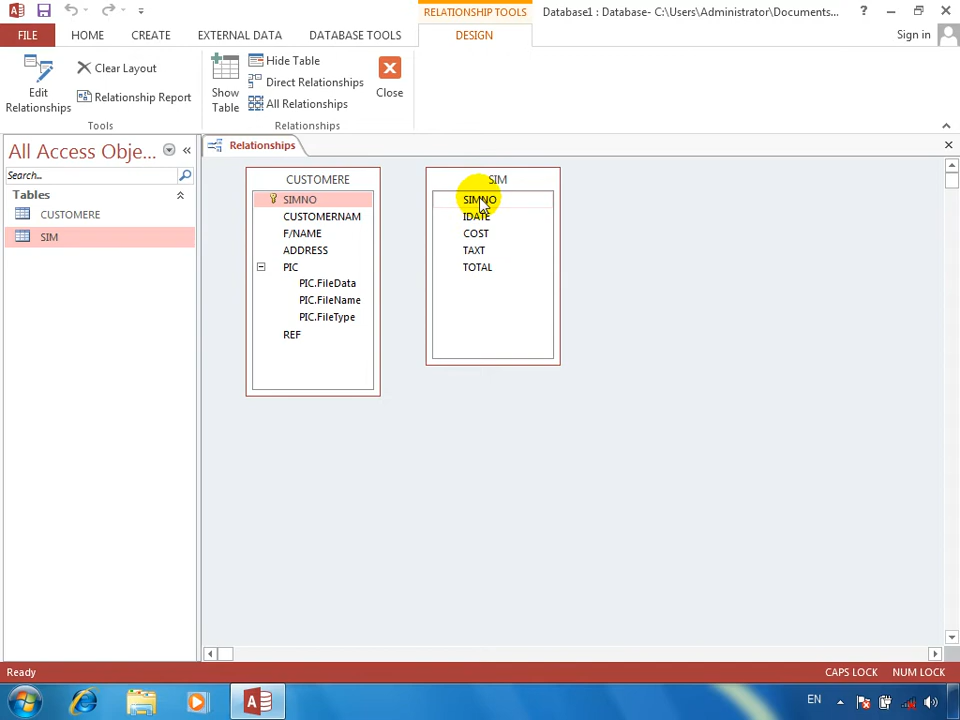 RELATIONSHIP TOOLS
Database1 : Database- C:\Users\Administrator\Documents...
?
FILE
HOME
CREATE
EXTERNAL DATA
DATABASE TOOLS
DESIGN
Sign in
Edit Relationships
Clear Layout
Relationship Report
Tools
Show Table
Hide Table
Direct Relationships
All Relationships
Close
Relationships
All Access Obje...
Search...
Tables
CUSTOMERE
SIM
Relationships
CUSTOMERE
SIMNO
CUSTOMERNAM
F/NAME
ADDRESS
PIC
PIC.FileData
PIC.FileName
PIC.FileType
REF
SIM
SIMNO
IDATE
COST
TAXT
TOTAL
Ready
CAPS LOCK
NUM LOCK
EN